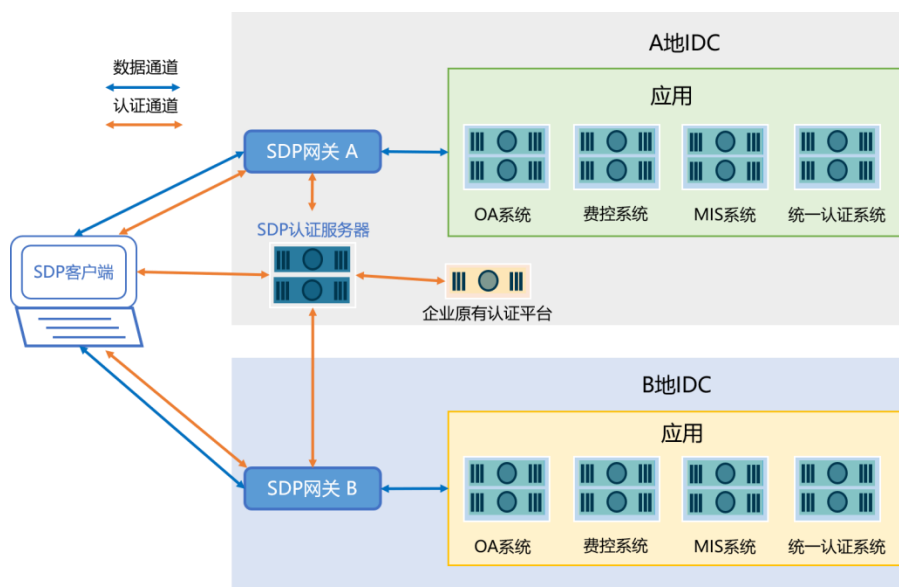 A地IDC
数据通道
认证通道
应用
SDP网关 A
OA系统
费控系统
MIS系统
统一认证系统
SDP认证服务器
SDP客户端
企业原有认证平台
B地IDC
应用
SDP网关 B
OA系统
费控系统
MIS系统
统一认证系统